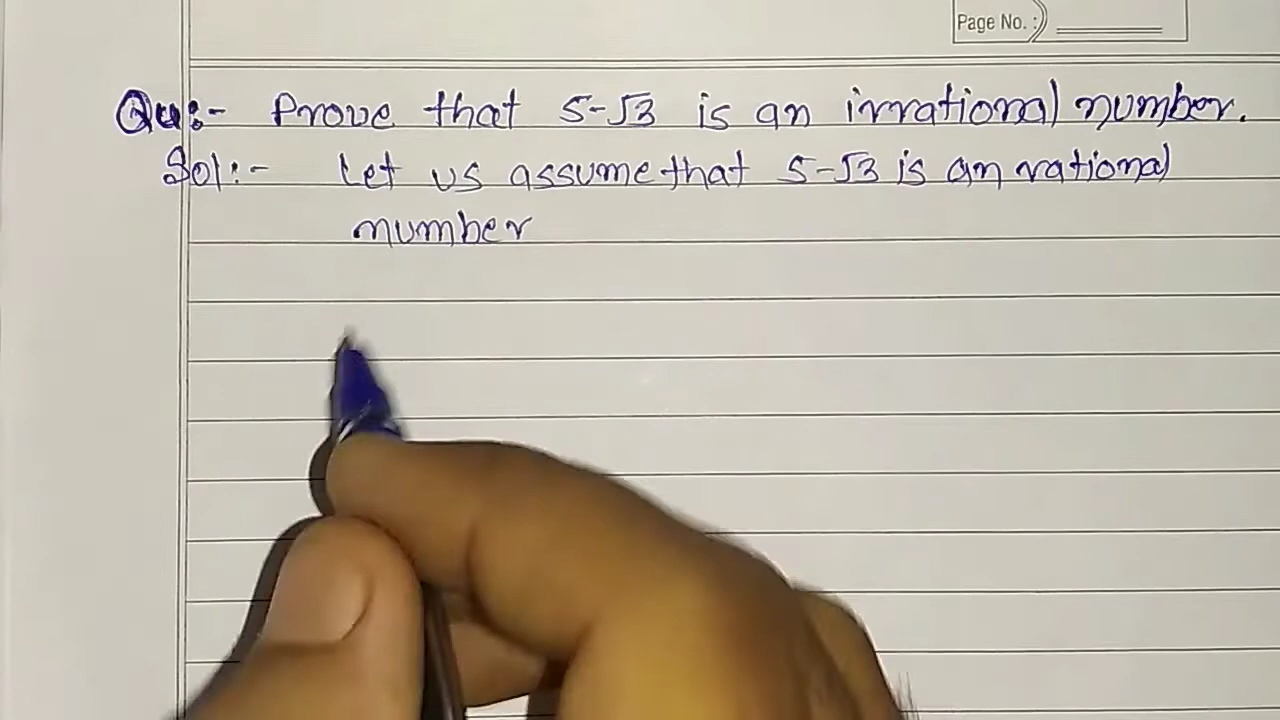 Page No. :
Qu:- Prove that 5-√3 is an irrational number.
Sol:- Let us assume that 5-√3 is an rational
number